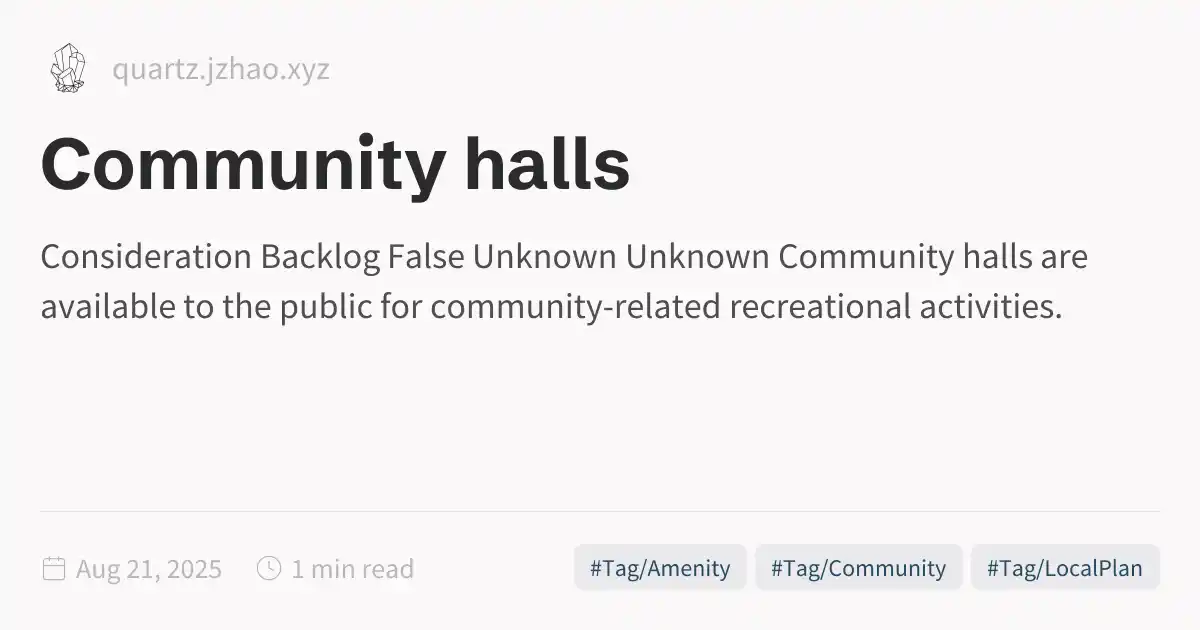 quartz.jzhao.xyz
Community halls
Consideration Backlog False Unknown Unknown Community halls are
available to the public for community-related recreational activities.
Aug 21, 2025 1 min read #Tag/Amenity #Tag/Community #Tag/LocalPlan